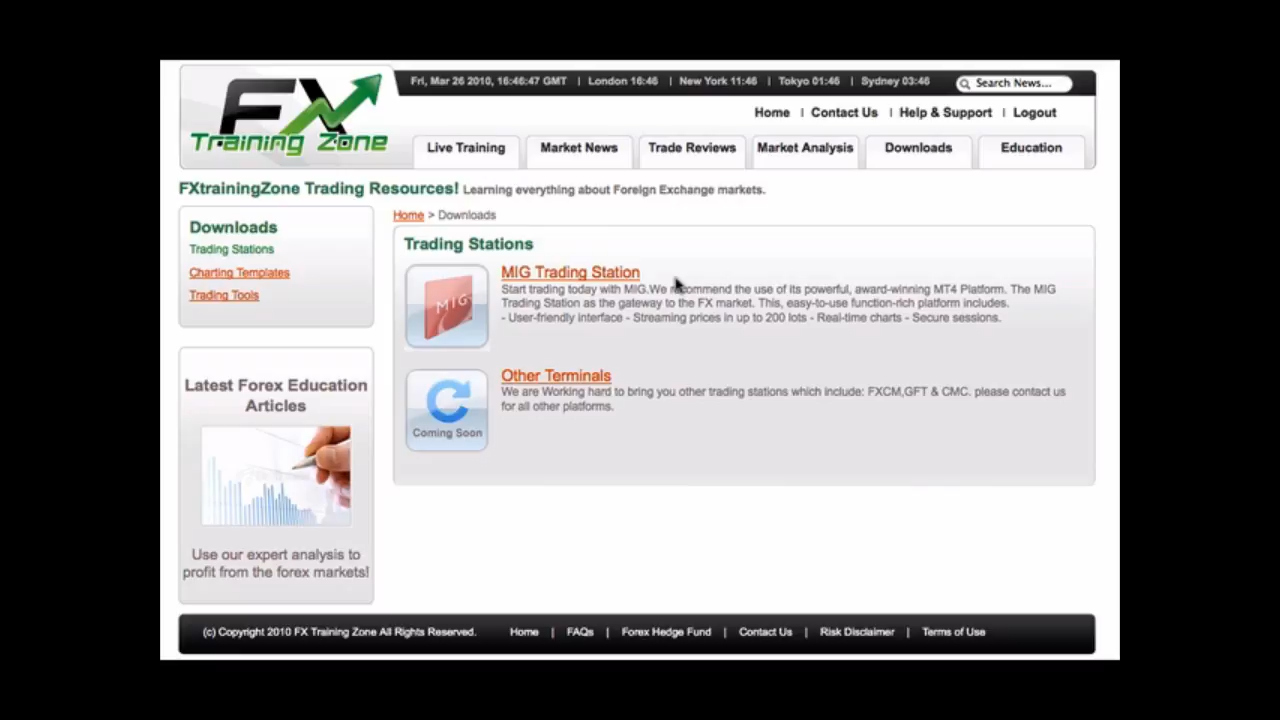 Fri, Mar 26 2010, 16:46:47 GMT | London 16:46 | New York 11:46 | Tokyo 01:46 | Sydney 03:46
Search News...
FX
Training Zone
Home | Contact Us | Help & Support | Logout
Live Training Market News Trade Reviews Market Analysis Downloads Education
FXtrainingZone Trading Resources! Learning everything about Foreign Exchange markets.
Downloads
Trading Stations
Charting Templates
Trading Tools
Latest Forex Education
Articles
Use our expert analysis to
profit from the forex markets!
Home > Downloads
Trading Stations
MIG
MIG Trading Station
Start trading today with MIG.We recommend the use of its powerful, award-winning MT4 Platform. The MIG
Trading Station as the gateway to the FX market. This, easy-to-use function-rich platform includes.
- User-friendly interface - Streaming prices in up to 200 lots - Real-time charts - Secure sessions.
Coming Soon
Other Terminals
We are Working hard to bring you other trading stations which include: FXCM,GFT & CMC. please contact us
for all other platforms.
(c) Copyright 2010 FX Training Zone All Rights Reserved. Home | FAQs | Forex Hedge Fund | Contact Us | Risk Disclaimer | Terms of Use